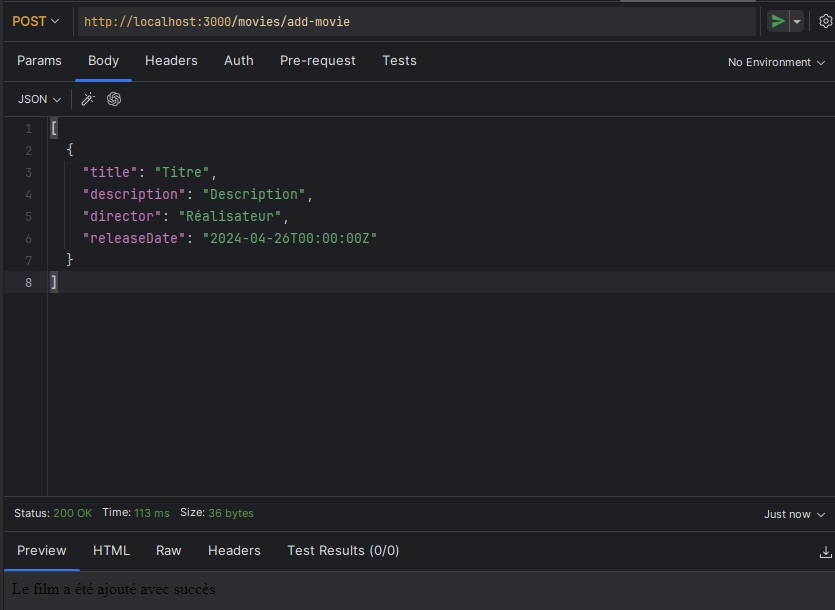 POST http://localhost:3000/movies/add-movie
Params Body Headers Auth Pre-request Tests No Environment
JSON
1 [
2 {
3 "title": "Titre",
4 "description": "Description",
5 "director": "Réalisateur",
6 "releaseDate": "2024-04-26T00:00:00Z"
7 }
8 ]
Status: 200 OK Time: 113 ms Size: 36 bytes Just now
Preview HTML Raw Headers Test Results (0/0)
Le film a été ajouté avec succès